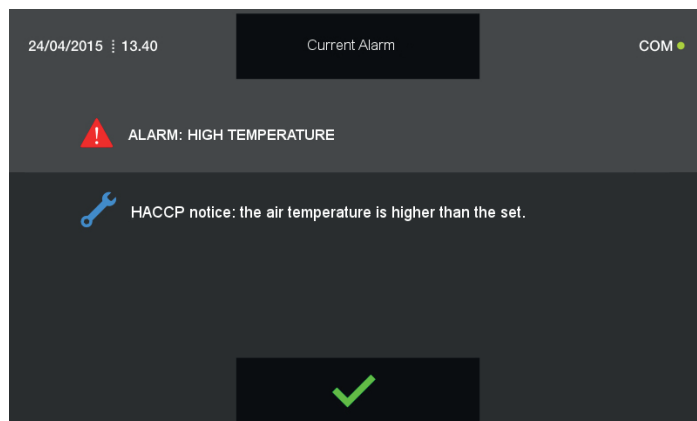 24/04/2015 ⁞ 13.40
Current Alarm
COM
ALARM: HIGH TEMPERATURE
HACCP notice: the air temperature is higher than the set.